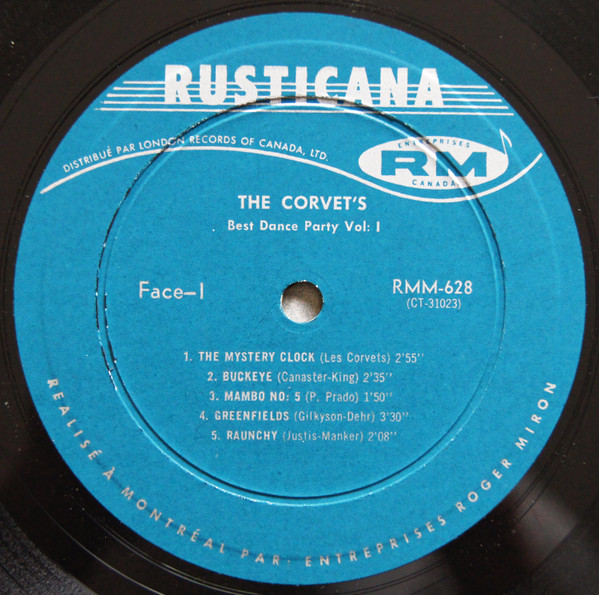 RUSTICANA
DISTRIBUÉ PAR LONDON RECORDS OF CANADA, LTD.
ENTREPRISES
RM
CANADA
THE CORVET'S
Best Dance Party Vol: I
Face-I
RMM-628
(CT-31023)
1. THE MYSTERY CLOCK (Les Corvets) 2'55''
2. BUCKEYE (Canaster-King) 2'35''
3. MAMBO NO: 5 (P. Prado) 1'50''
4. GREENFIELDS (Gilkyson-Dehr) 3'30''
5. RAUNCHY (Justis-Manker) 2'08''
REALISÉ À MONTRÉAL PAR: ENTREPRISES ROGER MIRON